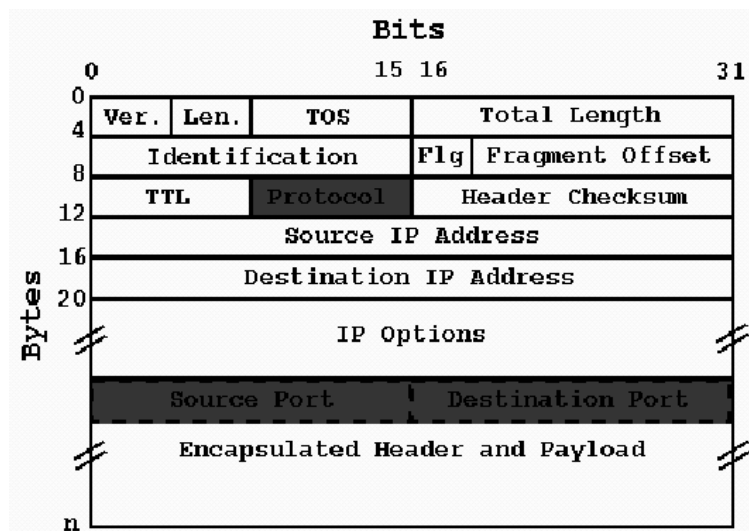 Bits
0 15 16 31
0
Ver. Len. TOS Total Length
4
Identification Flg Fragment Offset
8
TTL Protocol Header Checksum
12
Source IP Address
16
Destination IP Address
20
Bytes
IP Options
Source Port Destination Port
Encapsulated Header and Payload
n